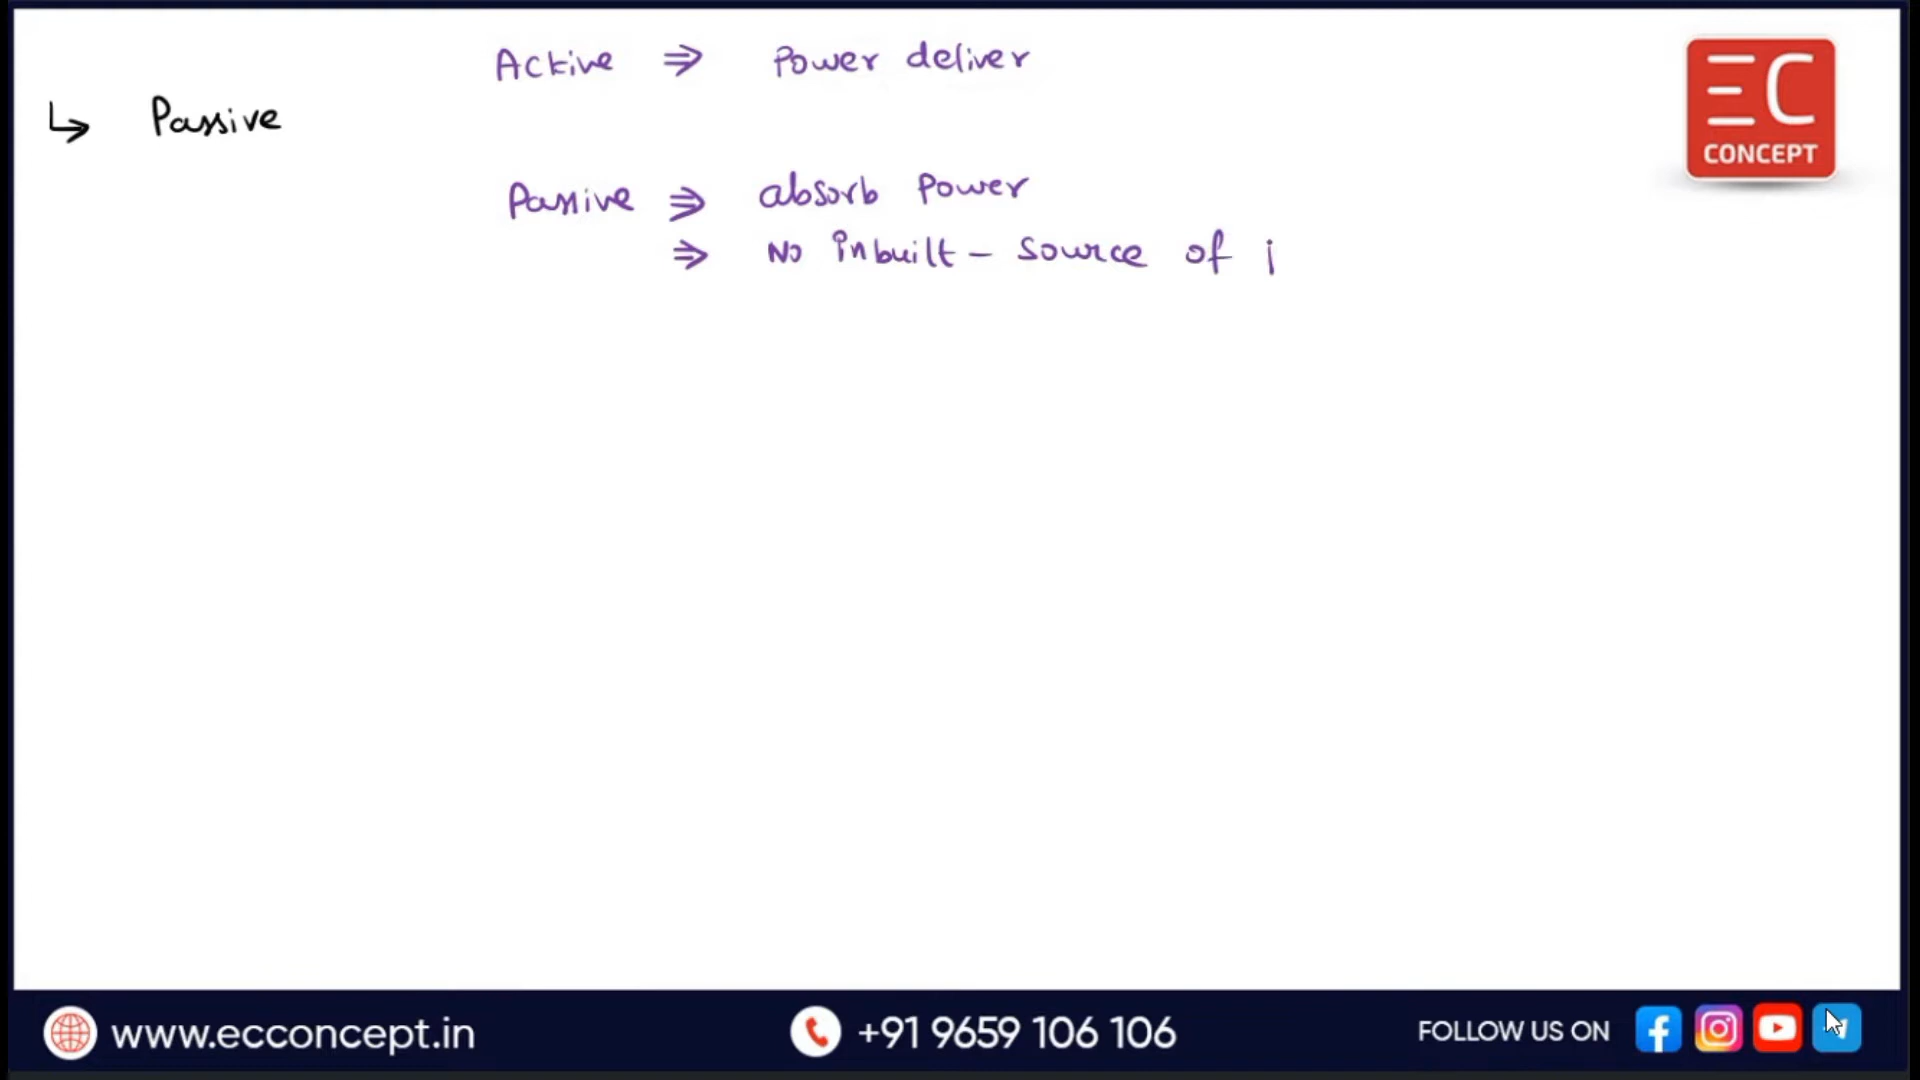 Active ⇒ Power deliver
↳ Passive
Passive ⇒ absorb Power
⇒ No inbuilt - source of i
EC
CONCEPT
www.ecconcept.in
+91 9659 106 106
FOLLOW US ON